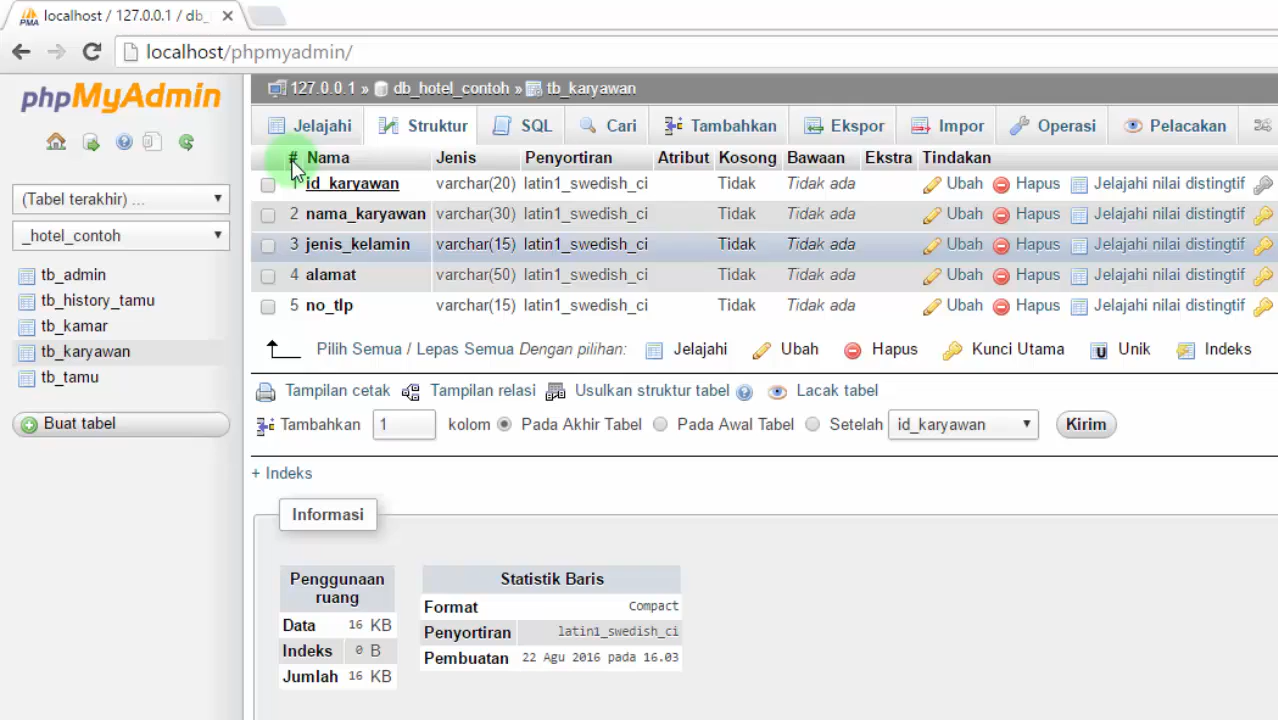 localhost / 127.0.0.1 / db_
localhost/phpmyadmin/
phpMyAdmin
(Tabel terakhir) ...
_hotel_contoh
tb_admin
tb_history_tamu
tb_kamar
tb_karyawan
tb_tamu
Buat tabel
127.0.0.1 » db_hotel_contoh » tb_karyawan
Jelajahi Struktur SQL Cari Tambahkan Ekspor Impor Operasi Pelacakan
# Nama Jenis Penyortiran Atribut Kosong Bawaan Ekstra Tindakan
1 id_karyawan varchar(20) latin1_swedish_ci Tidak Tidak ada Ubah Hapus Jelajahi nilai distingtif
2 nama_karyawan varchar(30) latin1_swedish_ci Tidak Tidak ada Ubah Hapus Jelajahi nilai distingtif
3 jenis_kelamin varchar(15) latin1_swedish_ci Tidak Tidak ada Ubah Hapus Jelajahi nilai distingtif
4 alamat varchar(50) latin1_swedish_ci Tidak Tidak ada Ubah Hapus Jelajahi nilai distingtif
5 no_tlp varchar(15) latin1_swedish_ci Tidak Tidak ada Ubah Hapus Jelajahi nilai distingtif
Pilih Semua / Lepas Semua Dengan pilihan: Jelajahi Ubah Hapus Kunci Utama Unik Indeks
Tampilan cetak Tampilan relasi Usulkan struktur tabel Lacak tabel
Tambahkan 1 kolom Pada Akhir Tabel Pada Awal Tabel Setelah id_karyawan Kirim
+ Indeks
Informasi
Penggunaan
ruang
Data 16 KB
Indeks 0 B
Jumlah 16 KB
Statistik Baris
Format Compact
Penyortiran latin1_swedish_ci
Pembuatan 22 Agu 2016 pada 16.03